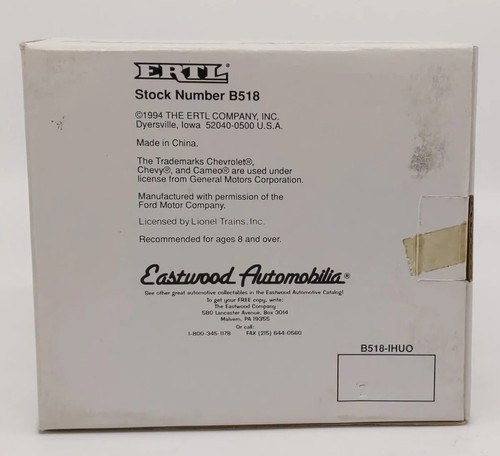 ERTL®
Stock Number B518
©1994 THE ERTL COMPANY, INC.
Dyersville, Iowa 52040-0500 U.S.A.
Made in China.
The Trademarks Chevrolet®,
Chevy®, and Cameo® are used under
license from General Motors Corporation.
Manufactured with permission of the
Ford Motor Company.
Licensed by Lionel Trains, Inc.
Recommended for ages 8 and over.
Eastwood Automobilia®
See other great automotive collectables in the Eastwood Automotive Catalog!
To get your FREE copy, write:
The Eastwood Company
580 Lancaster Avenue, Box 3014
Malvern, PA 19355
Or call:
1-800-345-1178 FAX (215) 644-0560
B518-IHUO